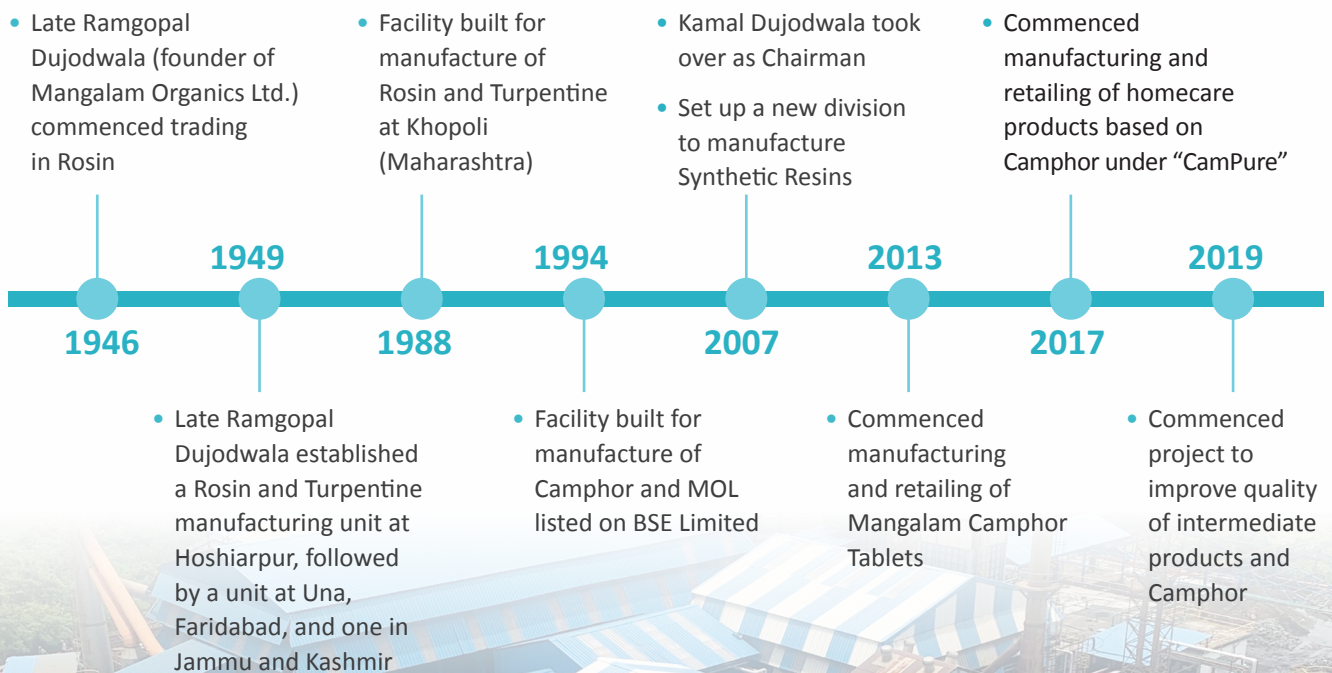 • Late Ramgopal
Dujodwala (founder of
Mangalam Organics Ltd.)
commenced trading
in Rosin
• Facility built for
manufacture of
Rosin and Turpentine
at Khopoli
(Maharashtra)
• Kamal Dujodwala took
over as Chairman
• Set up a new division
to manufacture
Synthetic Resins
• Commenced
manufacturing and
retailing of homecare
products based on
Camphor under “CamPure”
1949
1994
2013
2019
1946
1988
2007
2017
• Late Ramgopal
Dujodwala established
a Rosin and Turpentine
manufacturing unit at
Hoshiarpur, followed
by a unit at Una,
Faridabad, and one in
Jammu and Kashmir
• Facility built for
manufacture of
Camphor and MOL
listed on BSE Limited
• Commenced
manufacturing
and retailing of
Mangalam Camphor
Tablets
• Commenced
project to
improve quality
of intermediate
products and
Camphor